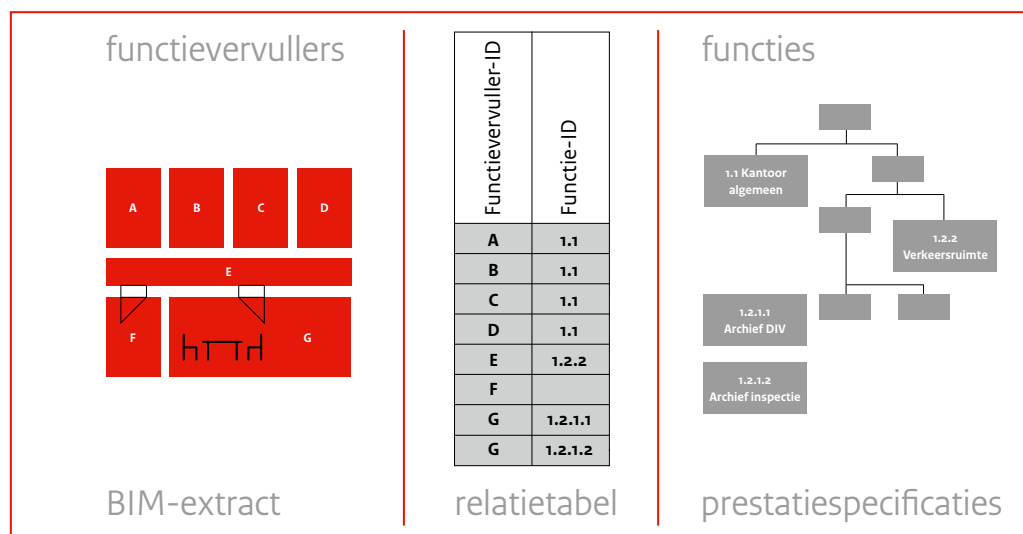 functievervullers
A B C D
E
F G
BIM-extract
Functievervuller-ID Functie-ID
A 1.1
B 1.1
C 1.1
D 1.1
E 1.2.2
F
G 1.2.1.1
G 1.2.1.2
relatietabel
functies
1.1 Kantoor
algemeen
1.2.2
Verkeersruimte
1.2.1.1
Archief DIV
1.2.1.2
Archief inspectie
prestatiespecificaties